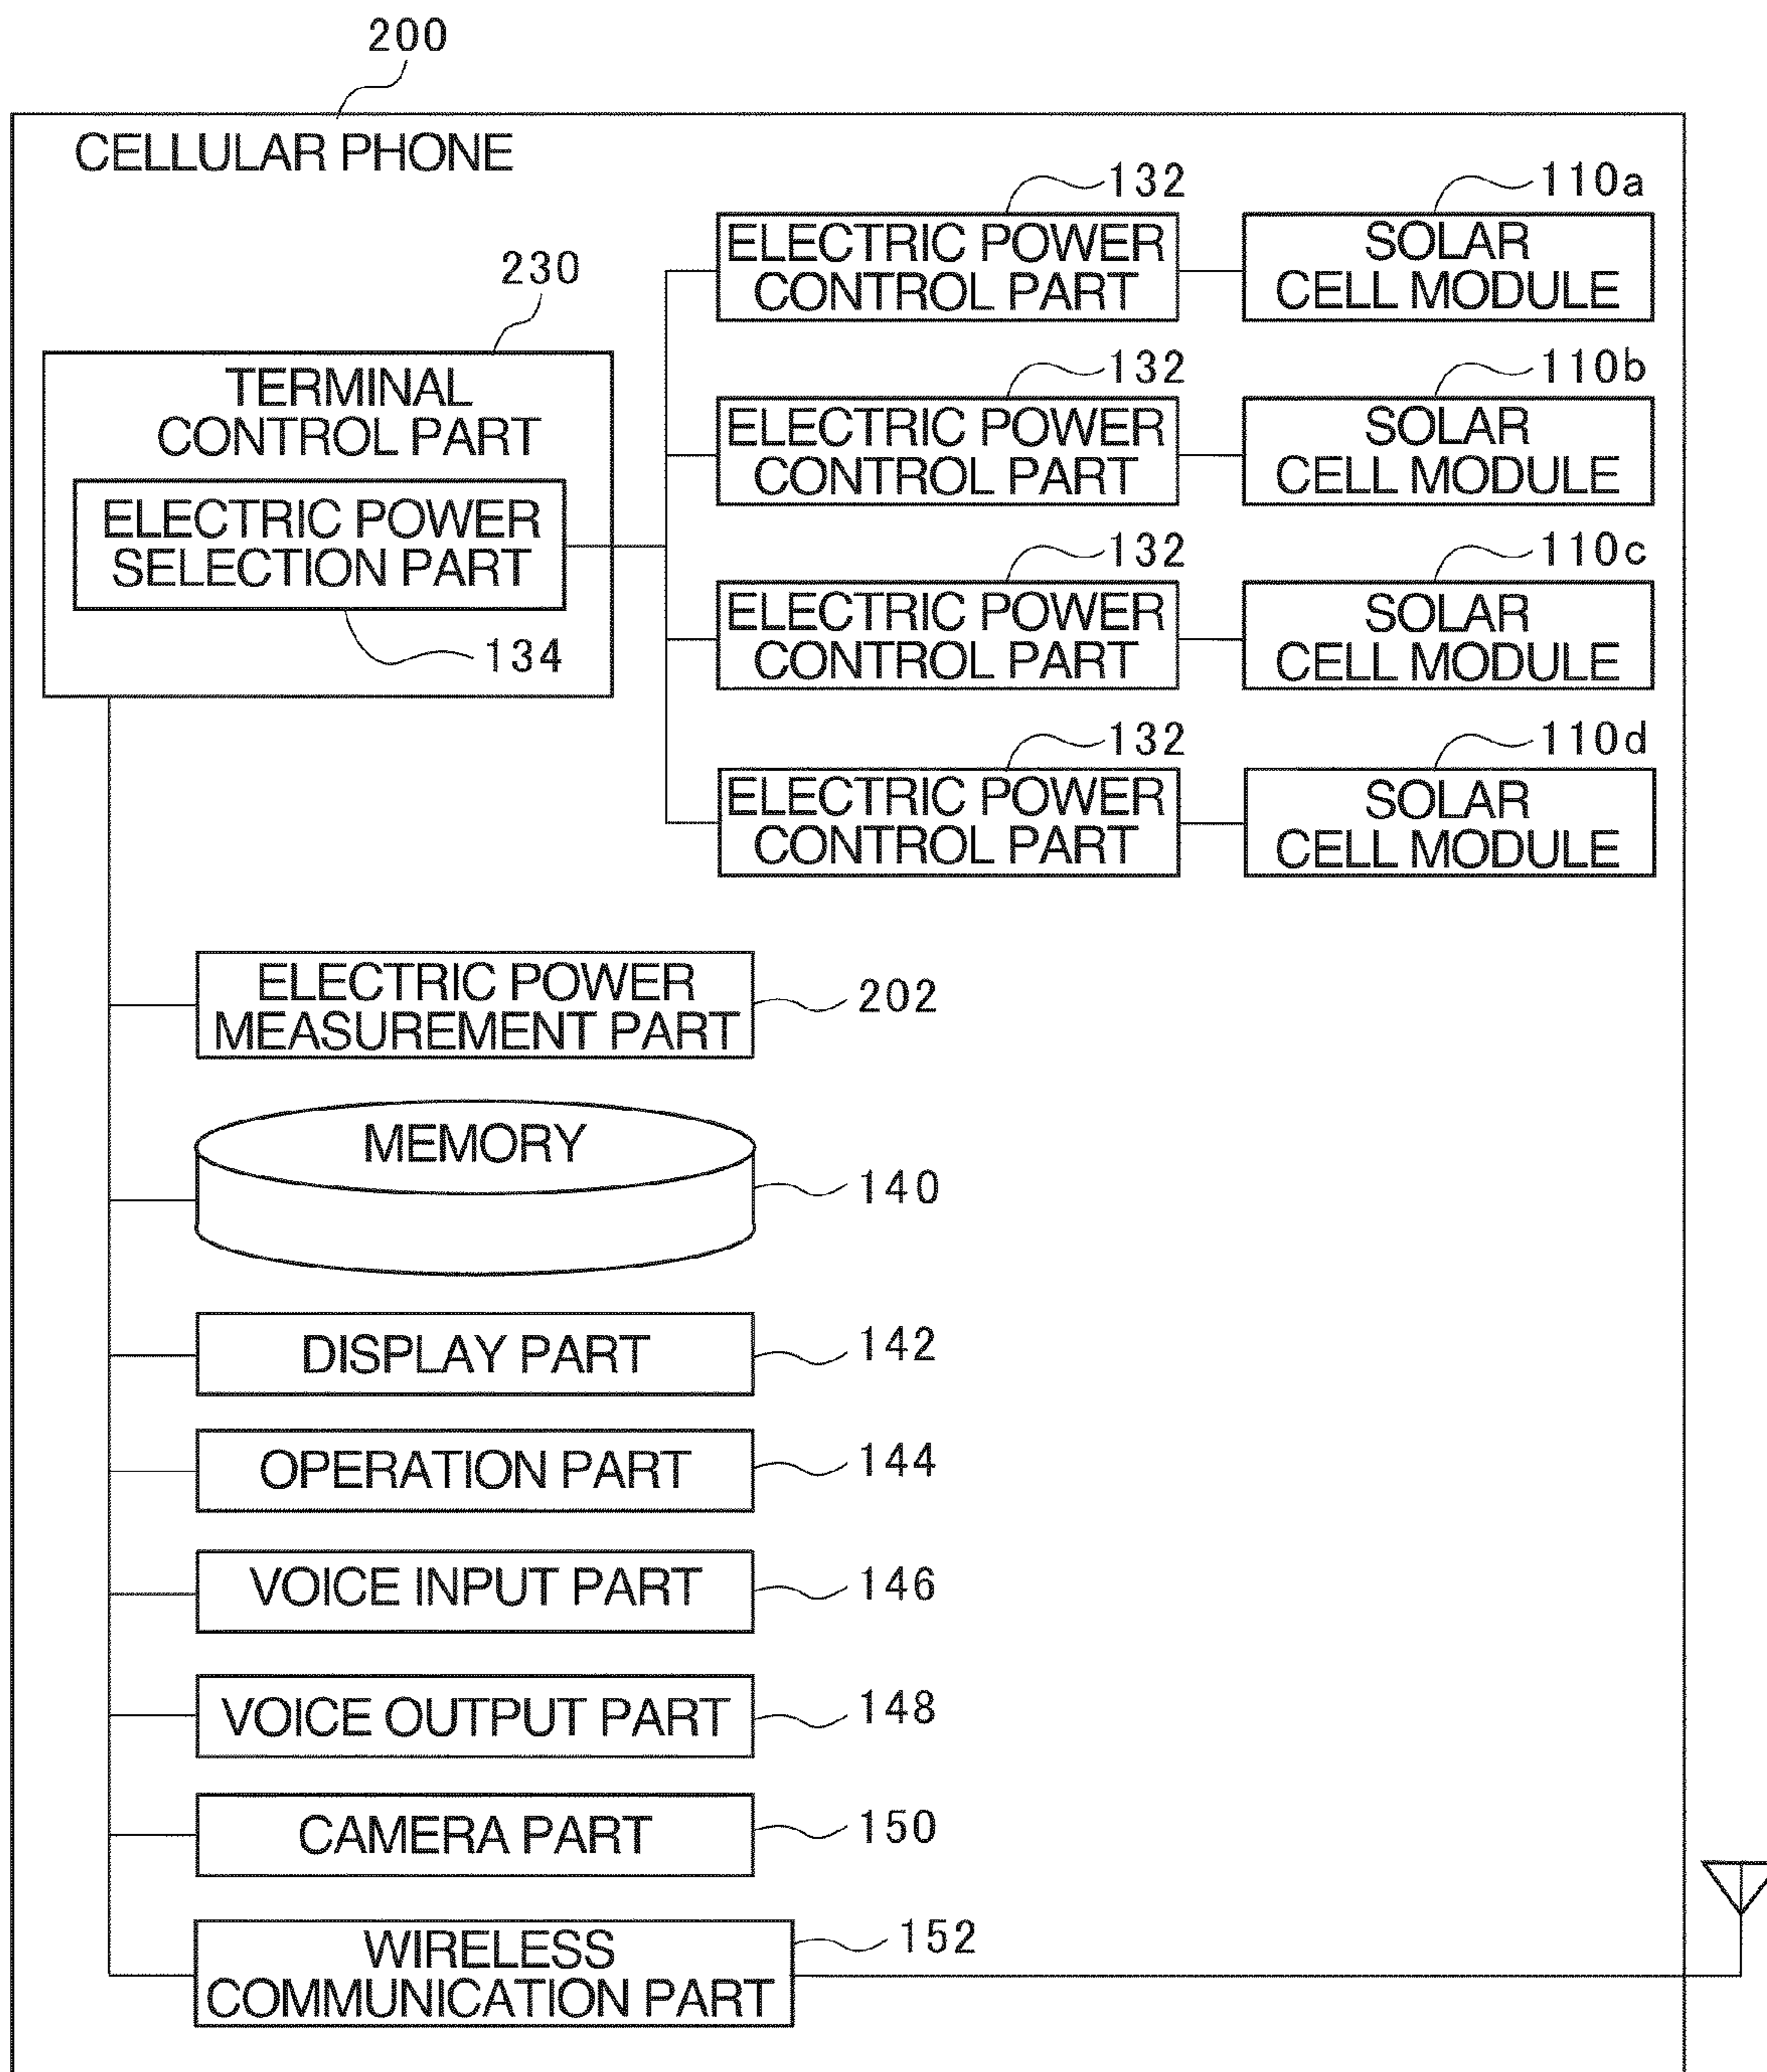 200
CELLULAR PHONE
132
110a
ELECTRIC POWER
CONTROL PART
SOLAR
CELL MODULE
230
TERMINAL
CONTROL PART
132
110b
ELECTRIC POWER
CONTROL PART
SOLAR
CELL MODULE
ELECTRIC POWER
SELECTION PART
134
132
110c
ELECTRIC POWER
CONTROL PART
SOLAR
CELL MODULE
132
110d
ELECTRIC POWER
CONTROL PART
SOLAR
CELL MODULE
ELECTRIC POWER
MEASUREMENT PART
202
MEMORY
140
DISPLAY PART
142
OPERATION PART
144
VOICE INPUT PART
146
VOICE OUTPUT PART
148
CAMERA PART
150
WIRELESS
COMMUNICATION PART
152